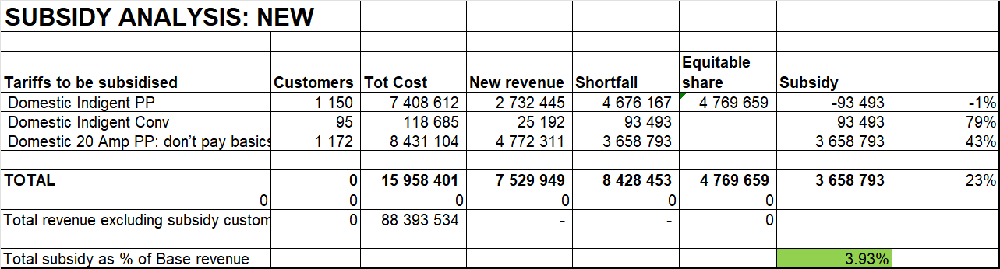 SUBSIDY ANALYSIS: NEW
Tariffs to be subsidised Customers Tot Cost New revenue Shortfall Equitable share Subsidy
Domestic Indigent PP 1 150 7 408 612 2 732 445 4 676 167 4 769 659 -93 493 -1%
Domestic Indigent Conv 95 118 685 25 192 93 493 93 493 79%
Domestic 20 Amp PP: don't pay basics 1 172 8 431 104 4 772 311 3 658 793 3 658 793 43%
TOTAL 0 15 958 401 7 529 949 8 428 453 4 769 659 3 658 793 23%
0 0 0 0 0 0
Total revenue excluding subsidy custom 0 88 393 534 - - 0
Total subsidy as % of Base revenue 3.93%